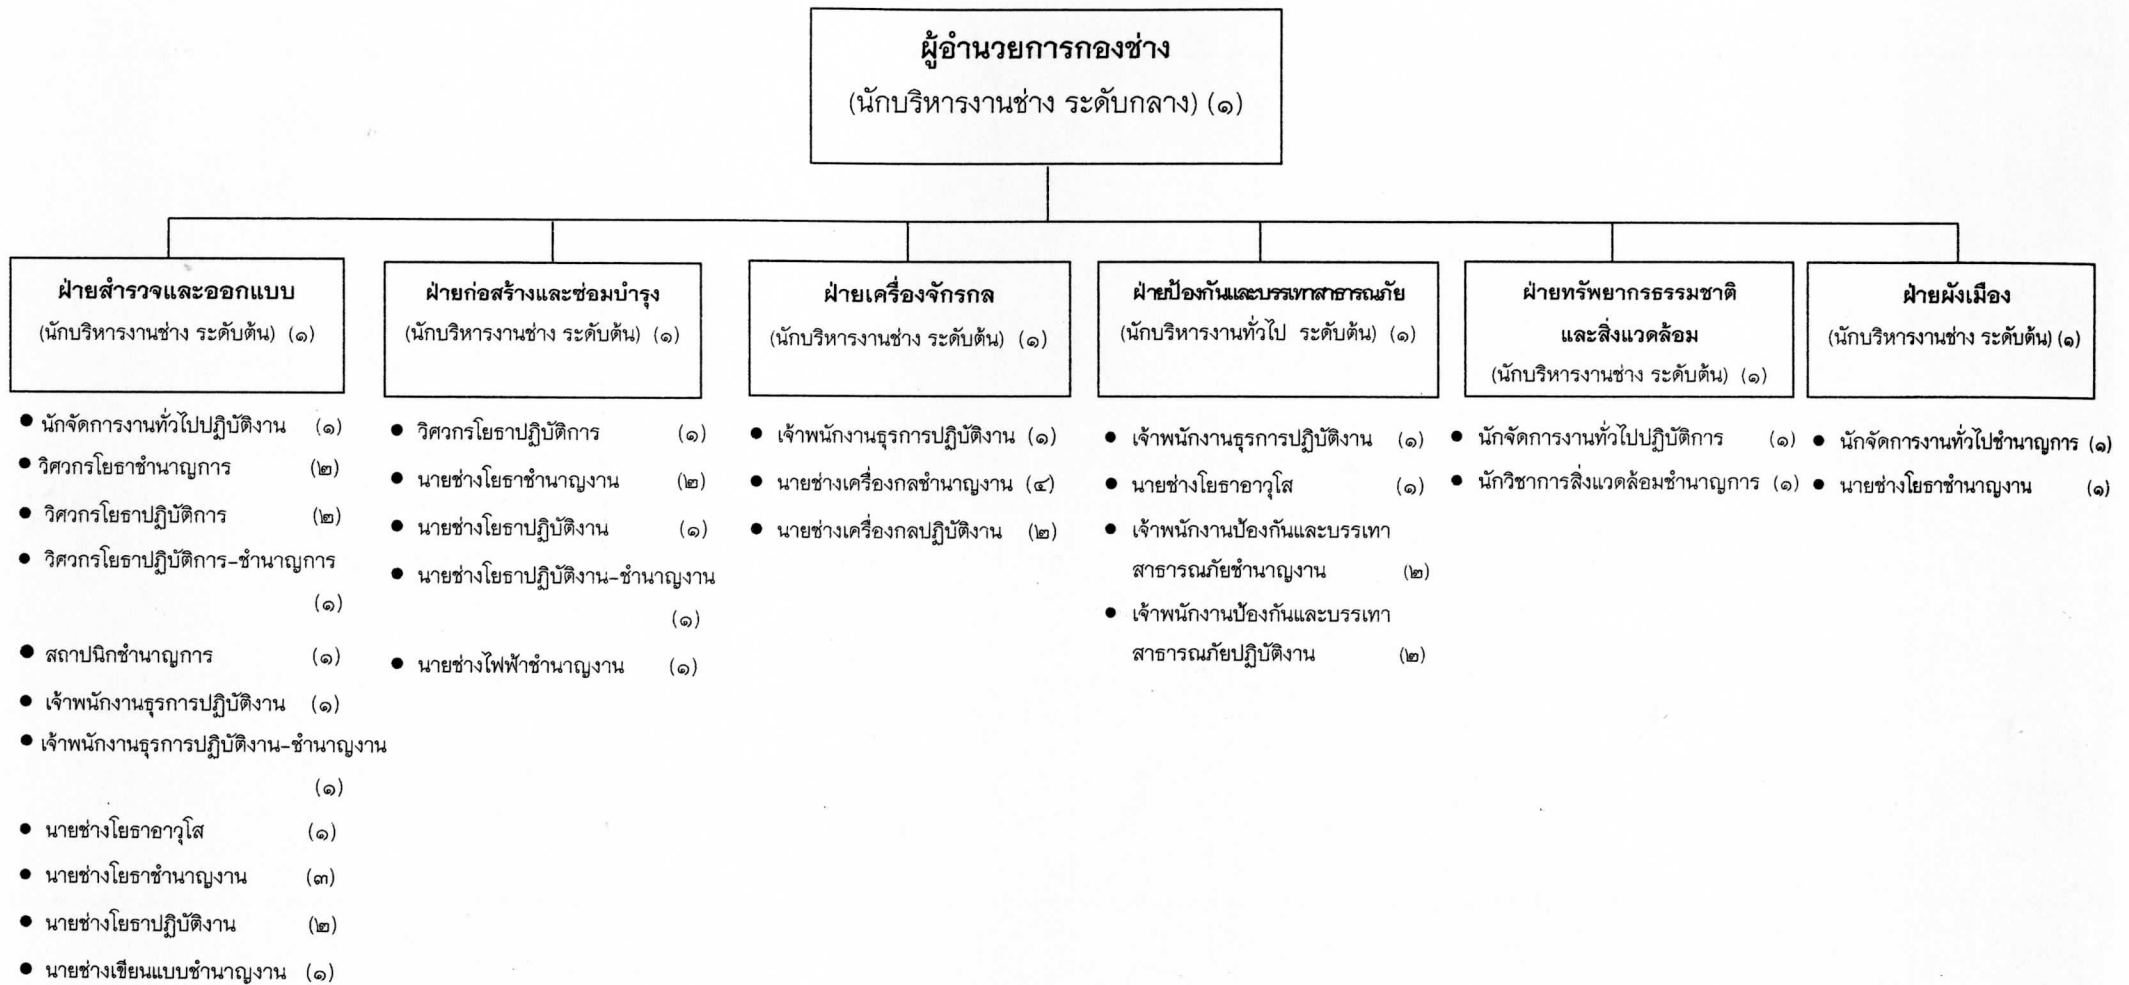 ผู้อำนวยการกองช่าง
(นักบริหารงานช่าง ระดับกลาง) (๑)
ฝ่ายสำรวจและออกแบบ
(นักบริหารงานช่าง ระดับต้น) (๑)
● นักจัดการงานทั่วไปปฏิบัติงาน (๑)
● วิศวกรโยธาชำนาญการ (๒)
● วิศวกรโยธาปฏิบัติการ (๒)
● วิศวกรโยธาปฏิบัติการ-ชำนาญการ
(๑)
● สถาปนิกชำนาญการ (๑)
● เจ้าพนักงานธุรการปฏิบัติงาน (๑)
● เจ้าพนักงานธุรการปฏิบัติงาน-ชำนาญงาน
(๑)
● นายช่างโยธาอาวุโส (๑)
● นายช่างโยธาชำนาญงาน (๓)
● นายช่างโยธาปฏิบัติงาน (๒)
● นายช่างเขียนแบบชำนาญงาน (๑)
ฝ่ายก่อสร้างและซ่อมบำรุง
(นักบริหารงานช่าง ระดับต้น) (๑)
● วิศวกรโยธาปฏิบัติการ (๑)
● นายช่างโยธาชำนาญงาน (๒)
● นายช่างโยธาปฏิบัติงาน (๑)
● นายช่างโยธาปฏิบัติงาน-ชำนาญงาน
(๑)
● นายช่างไฟฟ้าชำนาญงาน (๑)
ฝ่ายเครื่องจักรกล
(นักบริหารงานช่าง ระดับต้น) (๑)
● เจ้าพนักงานธุรการปฏิบัติงาน (๑)
● นายช่างเครื่องกลชำนาญงาน (๔)
● นายช่างเครื่องกลปฏิบัติงาน (๒)
ฝ่ายป้องกันและบรรเทาสาธารณภัย
(นักบริหารงานทั่วไป ระดับต้น) (๑)
● เจ้าพนักงานธุรการปฏิบัติงาน (๑)
● นายช่างโยธาอาวุโส (๑)
● เจ้าพนักงานป้องกันและบรรเทา
สาธารณภัยชำนาญงาน (๒)
● เจ้าพนักงานป้องกันและบรรเทา
สาธารณภัยปฏิบัติงาน (๒)
ฝ่ายทรัพยากรธรรมชาติ
และสิ่งแวดล้อม
(นักบริหารงานช่าง ระดับต้น) (๑)
● นักจัดการงานทั่วไปปฏิบัติการ (๑)
● นักวิชาการสิ่งแวดล้อมชำนาญการ (๑)
ฝ่ายผังเมือง
(นักบริหารงานช่าง ระดับต้น) (๑)
● นักจัดการงานทั่วไปชำนาญการ (๑)
● นายช่างโยธาชำนาญงาน (๑)